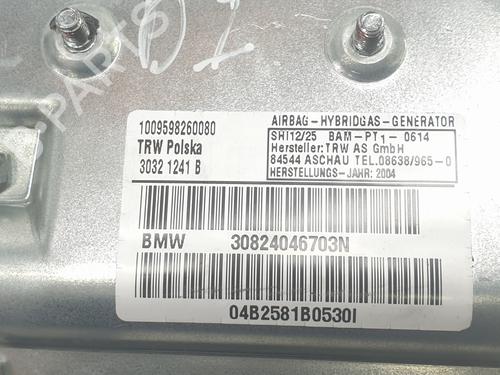 1009598260080
TRW Polska
3032 1241 B
AIRBAG-HYBRIDGAS-GENERATOR
SHI12/25 BAM-PT1-0614
Hersteller:TRW AS GmbH
84544 ASCHAU TEL.08638/965-0
HERSTELLUNGS-JAHR: 2004
BMW 30824046703N
04B2581B0530I